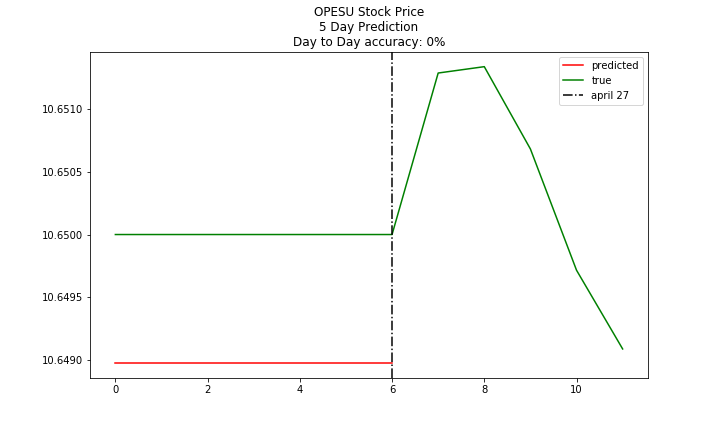 OPESU Stock Price
5 Day Prediction
Day to Day accuracy: 0%
predicted
true
april 27
10.6510
10.6505
10.6500
10.6495
10.6490
0 2 4 6 8 10